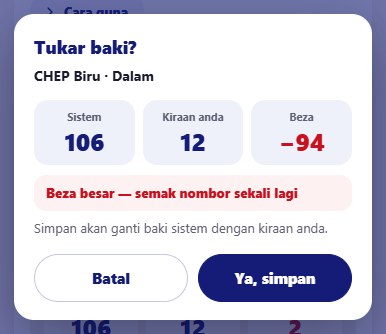 Cara guna
Tukar baki?
CHEP Biru · Dalam
Sistem
106
Kiraan anda
12
Beza
−94
Beza besar — semak nombor sekali lagi
Simpan akan ganti baki sistem dengan kiraan anda.
Batal
Ya, simpan
106
12
2